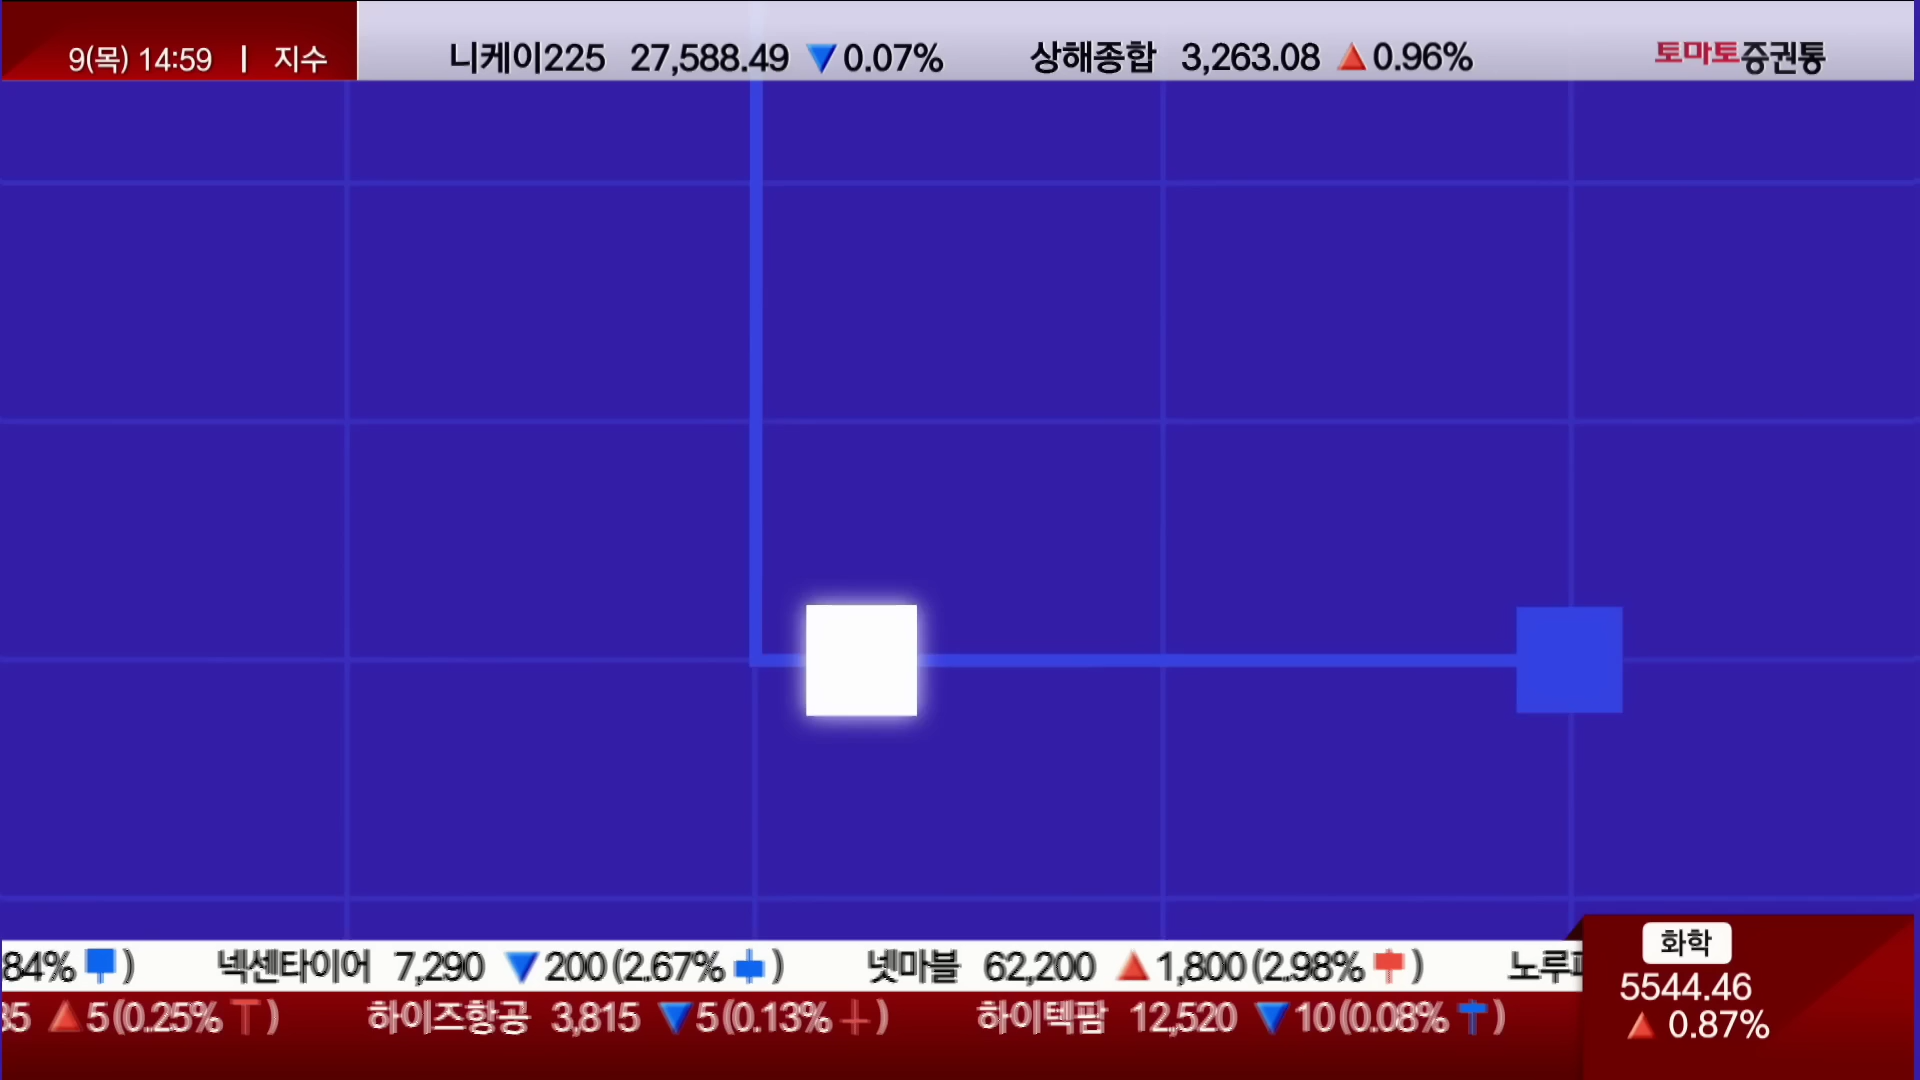 9(목) 14:59 | 지수 니케이225 27,588.49 ▼0.07% 상해종합 3,263.08 ▲0.96% 토마토증권통
84% ) 넥센타이어 7,290 ▼200(2.67% ) 넷마블 62,200 ▲1,800(2.98% ) 노루
35 ▲5(0.25% ) 하이즈항공 3,815 ▼5(0.13% ) 하이텍팜 12,520 ▼10(0.08% )
화학
5544.46
▲ 0.87%